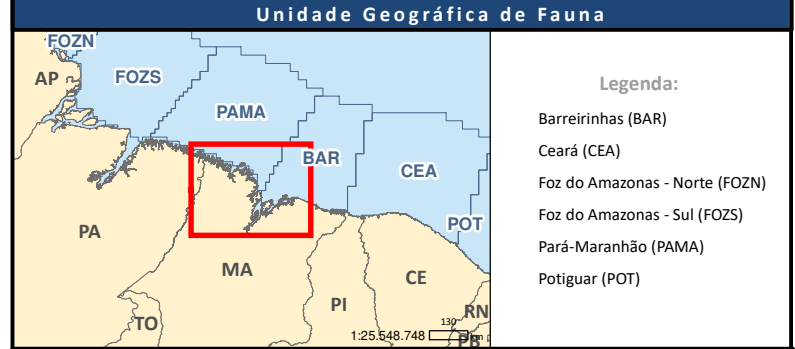 Unidade Geográfica de Fauna
FOZN
AP
FOZS
PAMA
BAR
CEA
POT
PA
MA
CE
PI
RN
TO
PB
130
1:25.548.748
km
Legenda:
Barreirinhas (BAR)
Ceará (CEA)
Foz do Amazonas - Norte (FOZN)
Foz do Amazonas - Sul (FOZS)
Pará-Maranhão (PAMA)
Potiguar (POT)